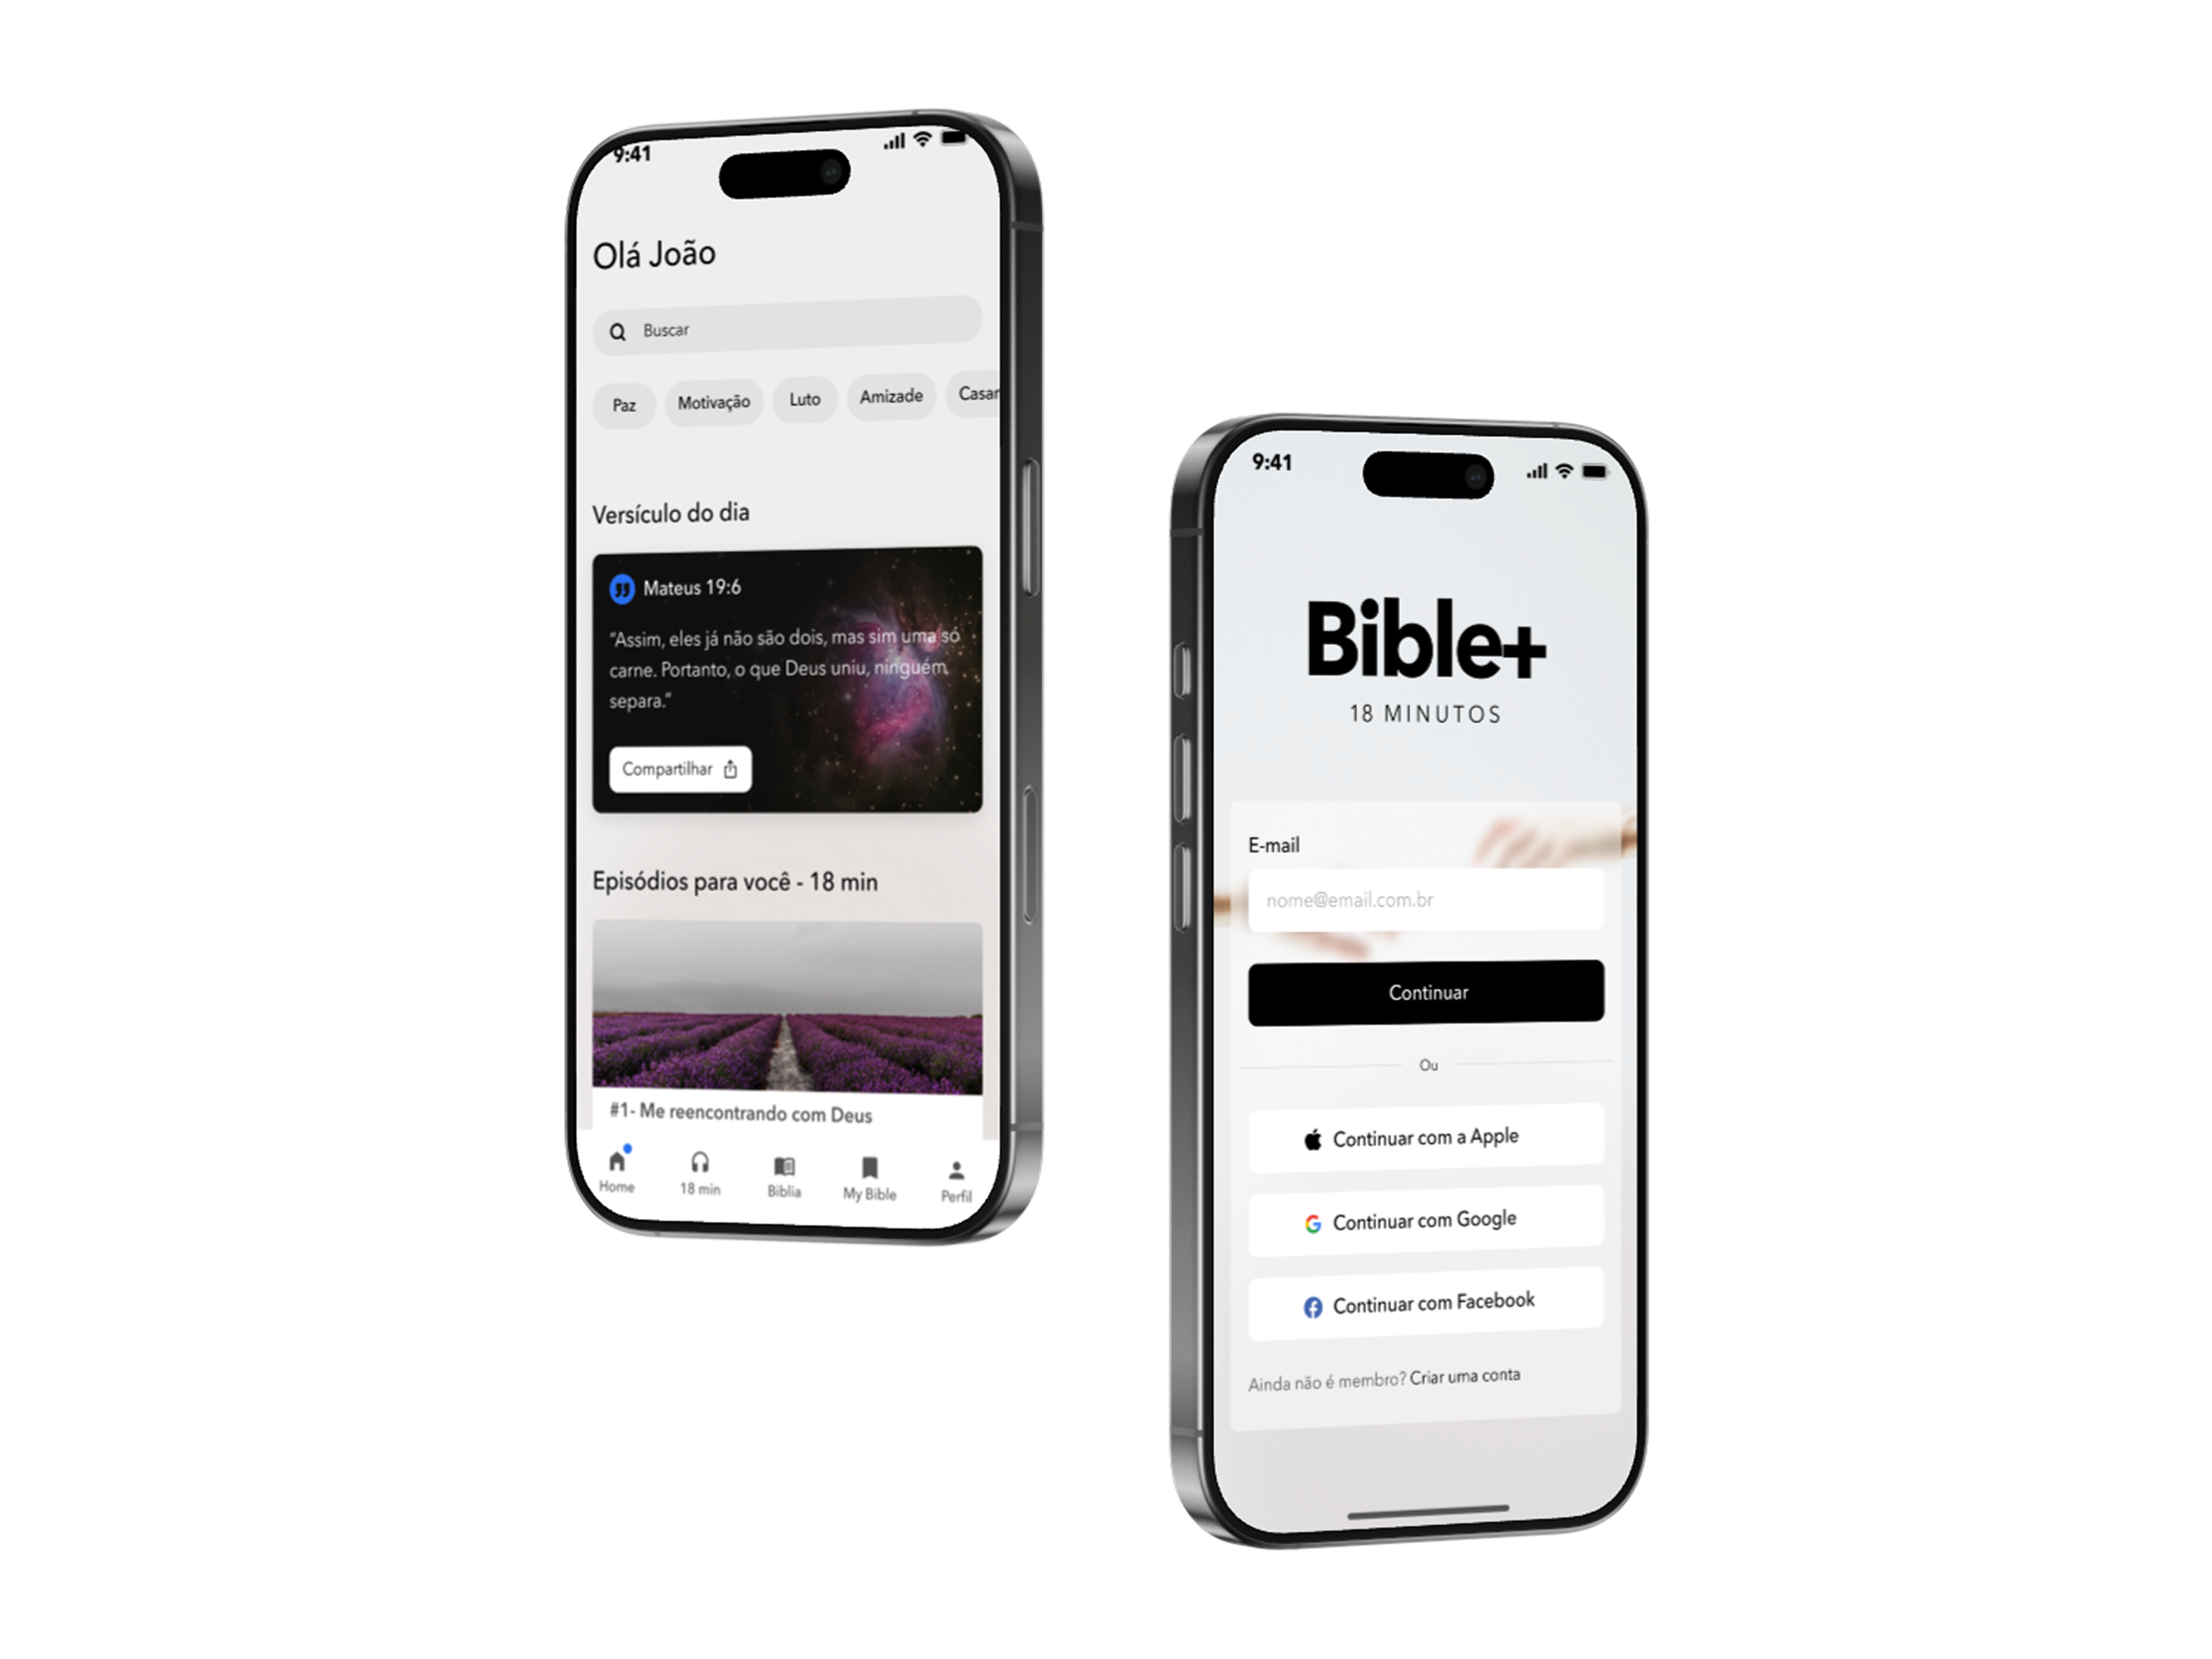 9:41
Olá João
Buscar
Paz
Motivação
Luto
Amizade
Casar
Versículo do dia
Mateus 19:6
“Assim, eles já não são dois, mas sim uma só
carne. Portanto, o que Deus uniu, ninguém
separa.”
Compartilhar
Episódios para você - 18 min
#1- Me reencontrando com Deus
Home
18 min
Biblia
My Bible
Perfil
9:41
Bible+
18 MINUTOS
E-mail
nome@email.com.br
Continuar
Ou
Continuar com a Apple
Continuar com Google
Continuar com Facebook
Ainda não é membro? Criar uma conta